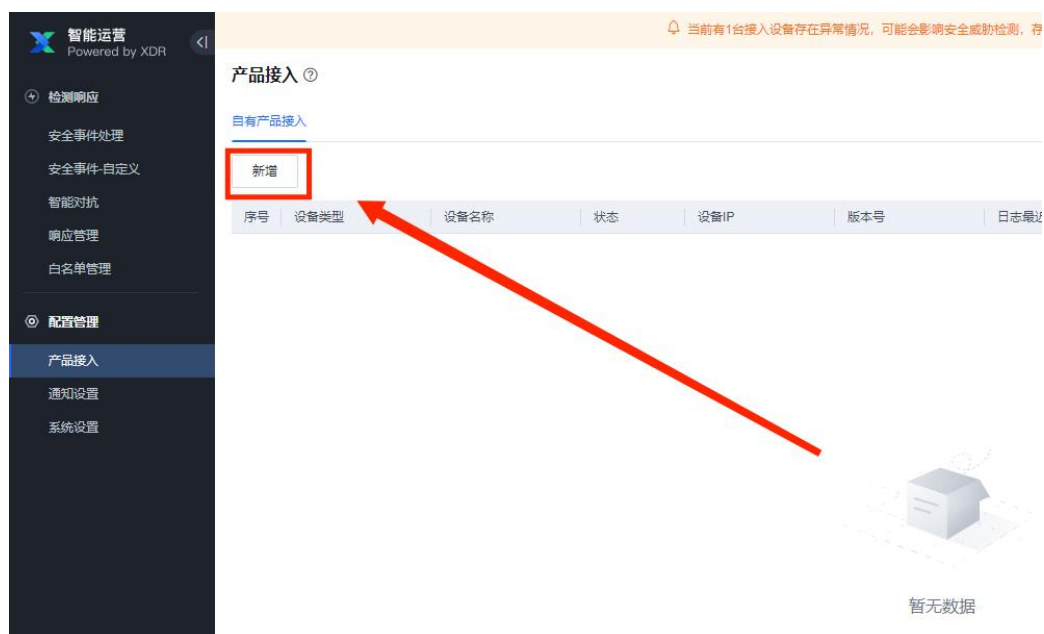 智能运营
Powered by XDR
检测响应
安全事件处理
安全事件-自定义
智能对抗
响应管理
白名单管理
配置管理
产品接入
通知设置
系统设置
当前有1台接入设备存在异常情况，可能会影响安全威胁检测，存
产品接入
自有产品接入
新增
序号 设备类型 设备名称 状态 设备IP 版本号 日志最近
暂无数据